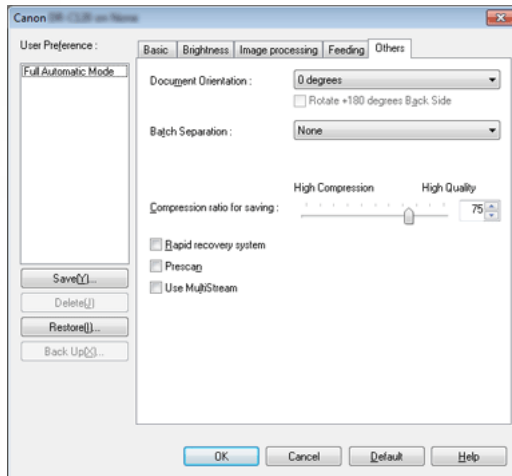 Canon
User Preference :
Full Automatic Mode
Save(Y)...
Delete(J)
Restore(I)...
Back Up(X)...
Basic
Brightness
Image processing
Feeding
Others
Document Orientation :
0 degrees
Rotate +180 degrees Back Side
Batch Separation :
None
High Compression
High Quality
Compression ratio for saving :
75
Rapid recovery system
Prescan
Use MultiStream
OK
Cancel
Default
Help